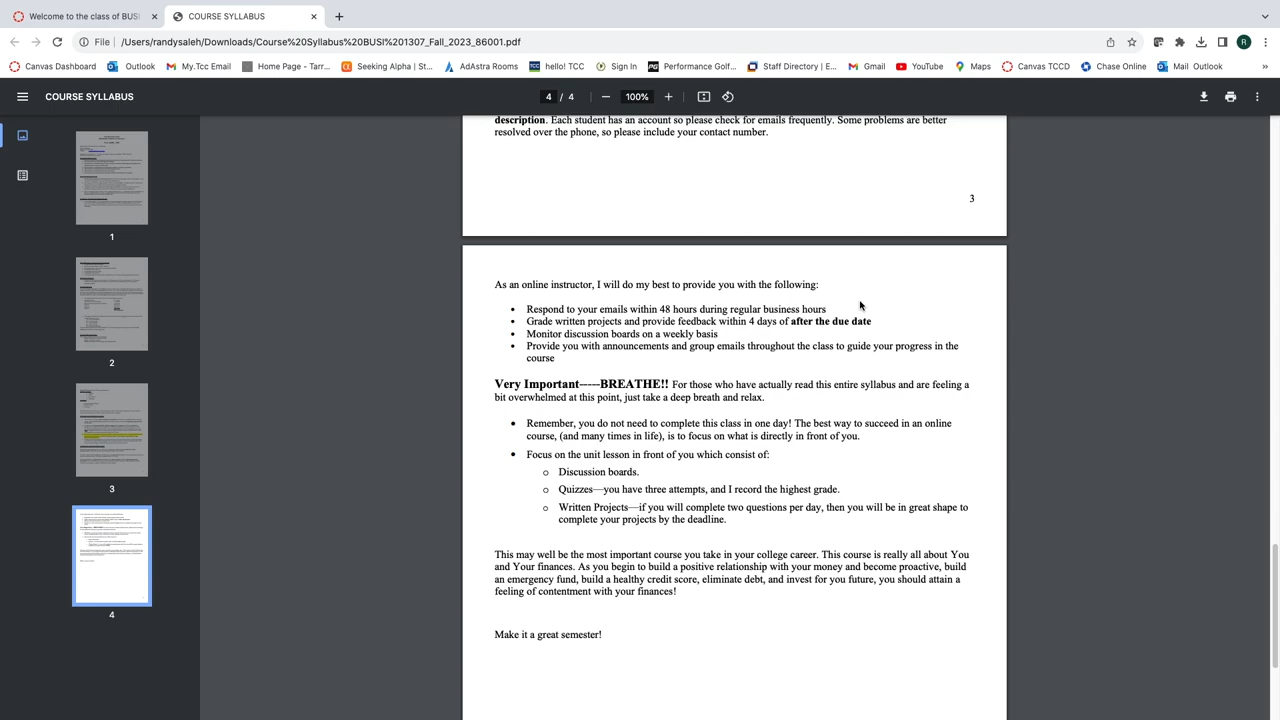 Welcome to the class of BUSI
COURSE SYLLABUS
File /Users/randysaleh/Downloads/Course%20Syllabus%20BUSI%201307_Fall_2023_86001.pdf
R
Canvas Dashboard Outlook My.Tcc Email Home Page - Tarr... Seeking Alpha | St... AdAstra Rooms TCC hello! TCC Sign In Performance Golf... Staff Directory | E... Gmail YouTube Maps Canvas TCCD Chase Online Mail Outlook
COURSE SYLLABUS
4 / 4 − 100% +
1
2
3
4
description. Each student has an account so please check for emails frequently. Some problems are better
resolved over the phone, so please include your contact number.
3
As an online instructor, I will do my best to provide you with the following:
• Respond to your emails within 48 hours during regular business hours
• Grade written projects and provide feedback within 4 days of after the due date
• Monitor discussion boards on a weekly basis
• Provide you with announcements and group emails throughout the class to guide your progress in the
course
Very Important-----BREATHE!! For those who have actually read this entire syllabus and are feeling a
bit overwhelmed at this point, just take a deep breath and relax.
• Remember, you do not need to complete this class in one day! The best way to succeed in an online
course, (and many times in life), is to focus on what is directly in front of you.
• Focus on the unit lesson in front of you which consist of:
o Discussion boards.
o Quizzes—you have three attempts, and I record the highest grade.
o Written Projects—if you will complete two questions per day, then you will be in great shape to
complete your projects by the deadline.
This may well be the most important course you take in your college career. This course is really all about You
and Your finances. As you begin to build a positive relationship with your money and become proactive, build
an emergency fund, build a healthy credit score, eliminate debt, and invest for you future, you should attain a
feeling of contentment with your finances!
Make it a great semester!